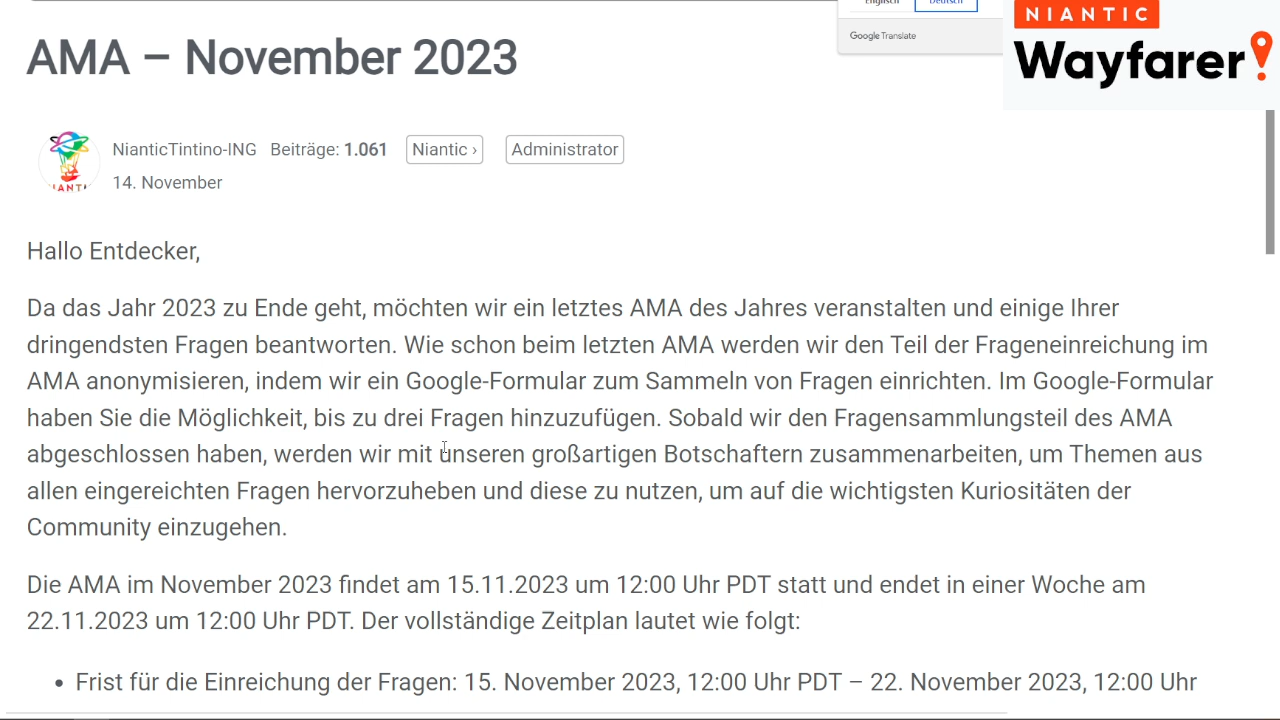 Englisch Deutsch
Google Translate
NIANTIC
Wayfarer
AMA – November 2023
NianticTintino-ING Beiträge: 1.061 Niantic › Administrator
14. November
Hallo Entdecker,
Da das Jahr 2023 zu Ende geht, möchten wir ein letztes AMA des Jahres veranstalten und einige Ihrer
dringendsten Fragen beantworten. Wie schon beim letzten AMA werden wir den Teil der Frageneinreichung im
AMA anonymisieren, indem wir ein Google-Formular zum Sammeln von Fragen einrichten. Im Google-Formular
haben Sie die Möglichkeit, bis zu drei Fragen hinzuzufügen. Sobald wir den Fragensammlungsteil des AMA
abgeschlossen haben, werden wir mit unseren großartigen Botschaftern zusammenarbeiten, um Themen aus
allen eingereichten Fragen hervorzuheben und diese zu nutzen, um auf die wichtigsten Kuriositäten der
Community einzugehen.
Die AMA im November 2023 findet am 15.11.2023 um 12:00 Uhr PDT statt und endet in einer Woche am
22.11.2023 um 12:00 Uhr PDT. Der vollständige Zeitplan lautet wie folgt:
• Frist für die Einreichung der Fragen: 15. November 2023, 12:00 Uhr PDT – 22. November 2023, 12:00 Uhr